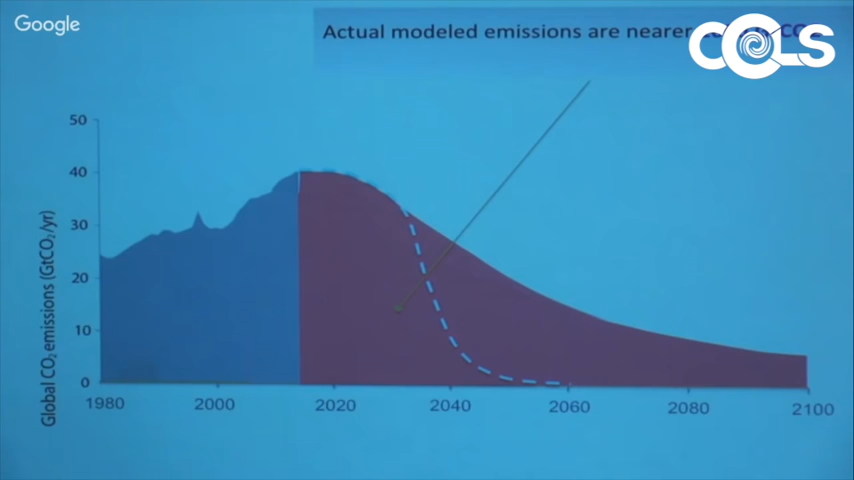 Google
Actual modeled emissions are nearer
CCLS
50
40
30
20
10
0
Global CO₂ emissions (GtCO₂/yr)
1980 2000 2020 2040 2060 2080 2100